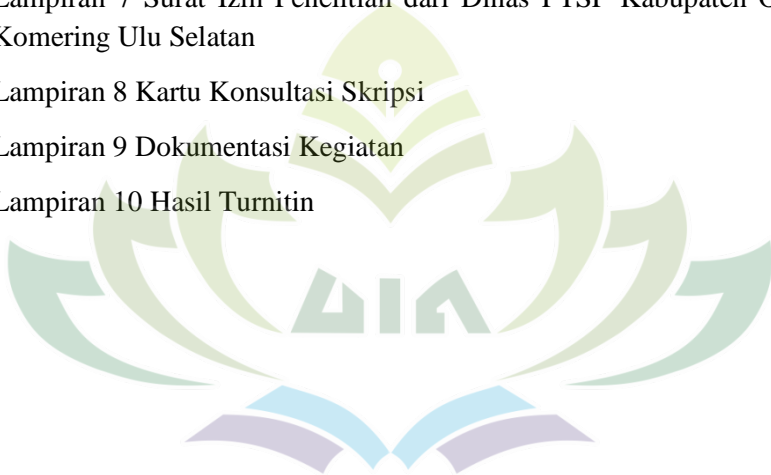 Lampiran 7 Surat Izin Penelitian dari Dinas PTSP Kabupaten
Komering Ulu Selatan
Lampiran 8 Kartu Konsultasi Skripsi
Lampiran 9 Dokumentasi Kegiatan
Lampiran 10 Hasil Turnitin
UIN